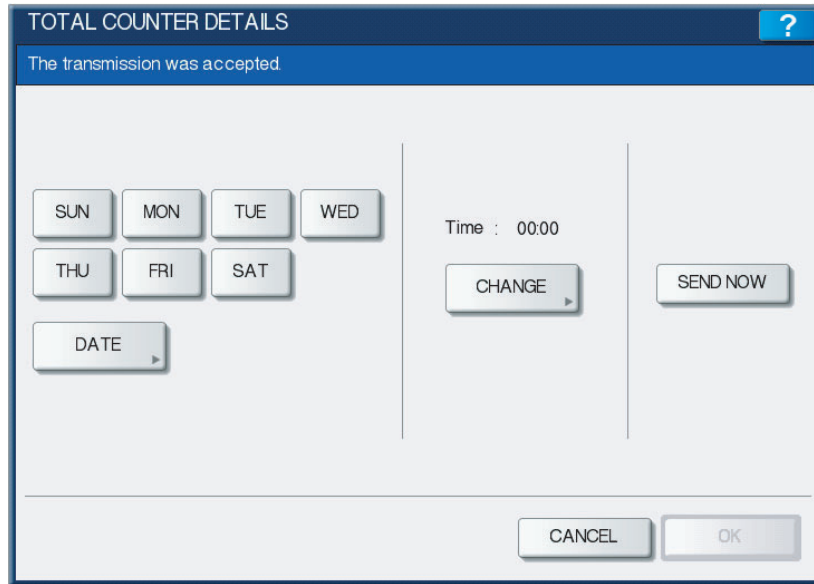 TOTAL COUNTER DETAILS
?
The transmission was accepted.
SUN MON TUE WED
THU FRI SAT
DATE
Time : 00:00
CHANGE
SEND NOW
CANCEL OK